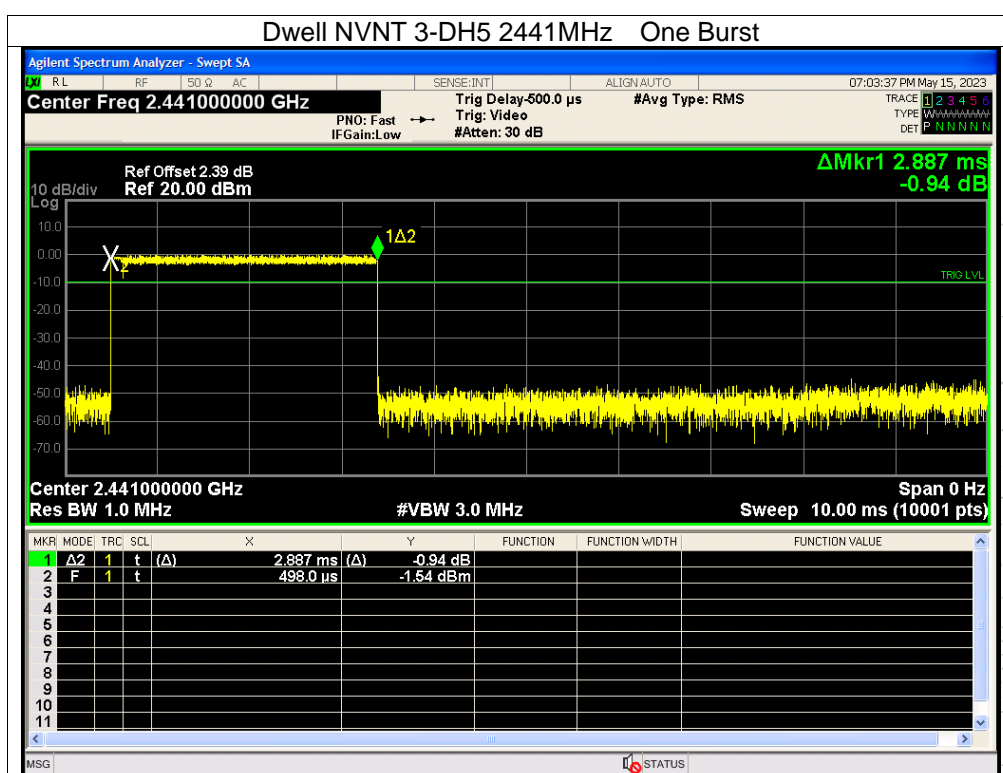 Dwell NVNT 3-DH5 2441MHz One Burst
Agilent Spectrum Analyzer - Swept SA
LXI RL RF 50 Ω AC SENSE:INT ALIGN AUTO 07:03:37 PM May 15, 2023
Center Freq 2.441000000 GHz Trig Delay-500.0 µs #Avg Type: RMS TRACE 1 2 3 4 5 6
PNO: Fast Trig: Video TYPE WWWWWW
IFGain:Low #Atten: 30 dB DET P N N N N N
ΔMkr1 2.887 ms
-0.94 dB
Ref Offset 2.39 dB
10 dB/div Ref 20.00 dBm
Log
10.0
1Δ2
0.00
X2
TRIG LVL
-10.0
-20.0
-30.0
-40.0
-50.0
-60.0
-70.0
Center 2.441000000 GHz Span 0 Hz
Res BW 1.0 MHz #VBW 3.0 MHz Sweep 10.00 ms (10001 pts)
MKR MODE TRC SCL X Y FUNCTION FUNCTION WIDTH FUNCTION VALUE
1 Δ2 1 t (Δ) 2.887 ms (Δ) -0.94 dB
2 F 1 t 498.0 µs -1.54 dBm
3
4
5
6
7
8
9
10
11
MSG STATUS